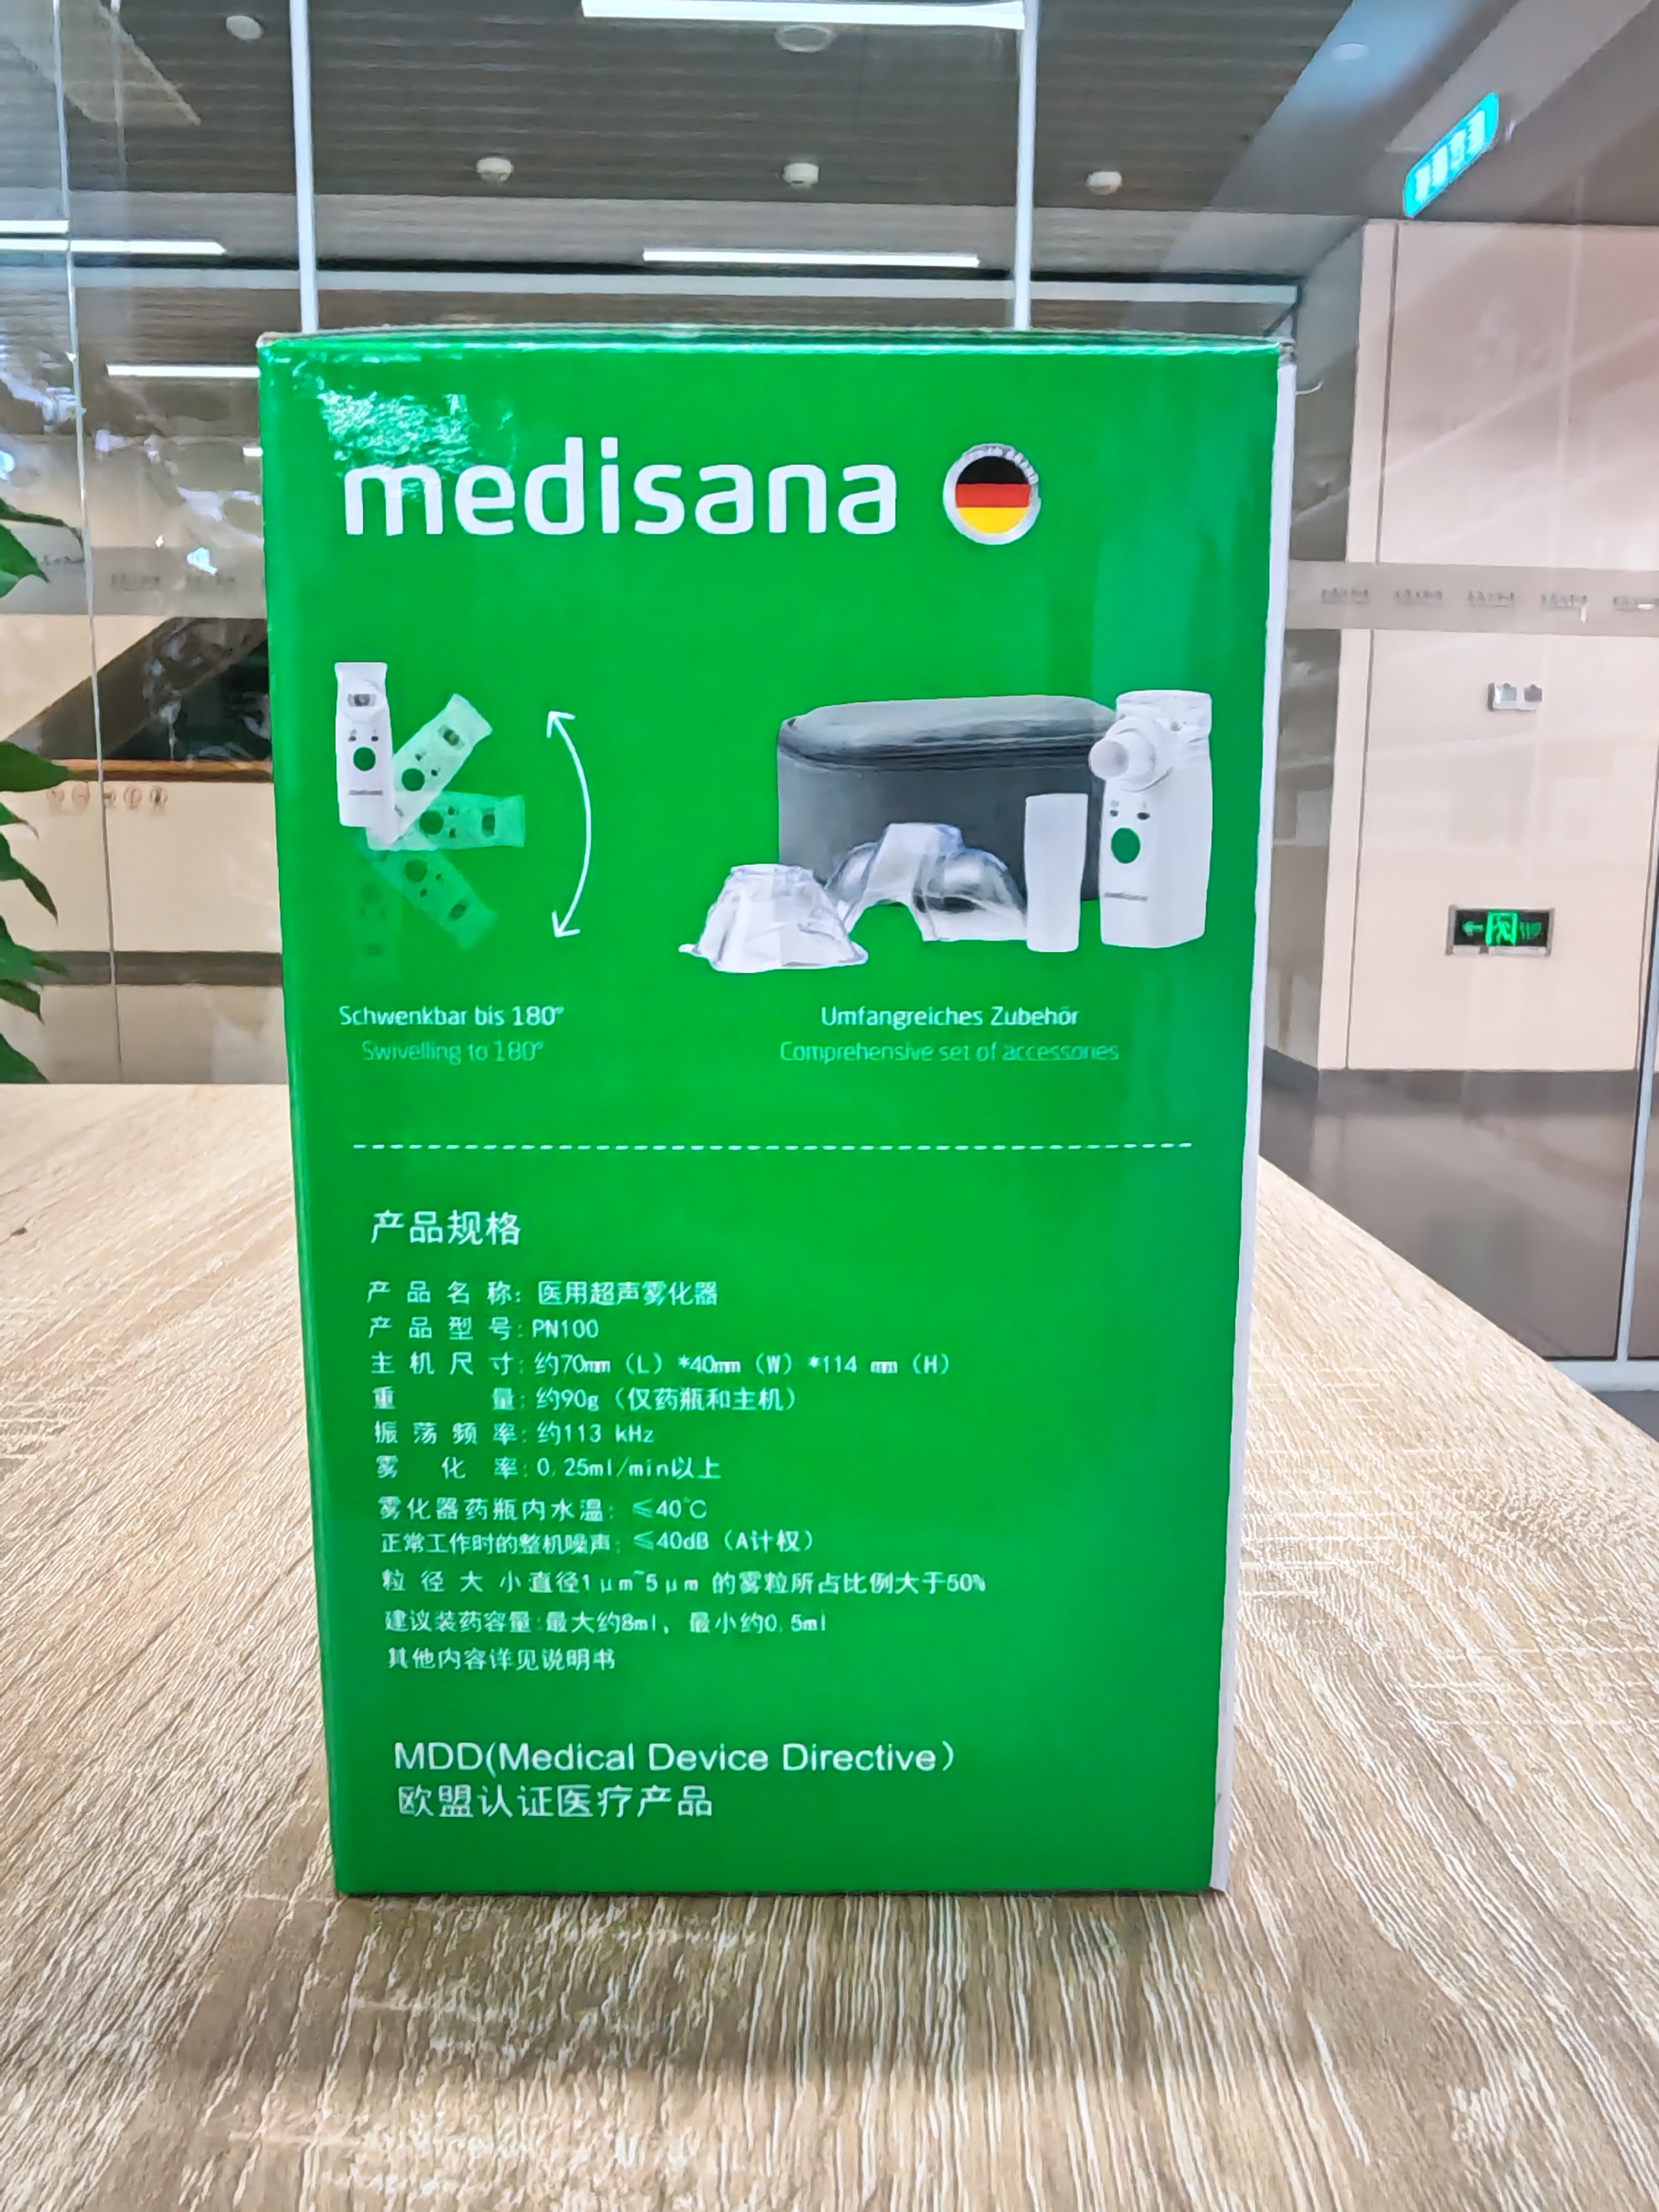 medisana
Schwenkbar bis 180°
Swivelling to 180°
Umfangreiches Zubehör
Comprehensive set of accessories
产品规格
产品名称：医用超声雾化器
产品型号：PN100
主机尺寸：约70mm（L）*40mm（W）*114 mm（H）
重量：约90g（仅药瓶和主机）
振荡频率：约113 kHz
雾化率：0.25ml/min以上
雾化器药瓶内水温：≤40℃
正常工作时的整机噪声：≤40dB（A计权）
粒径大小直径1μm~5μm 的雾粒所占比例大于50%
建议装药容量：最大约8ml，最小约0.5ml
其他内容详见说明书
MDD(Medical Device Directive）
欧盟认证医疗产品